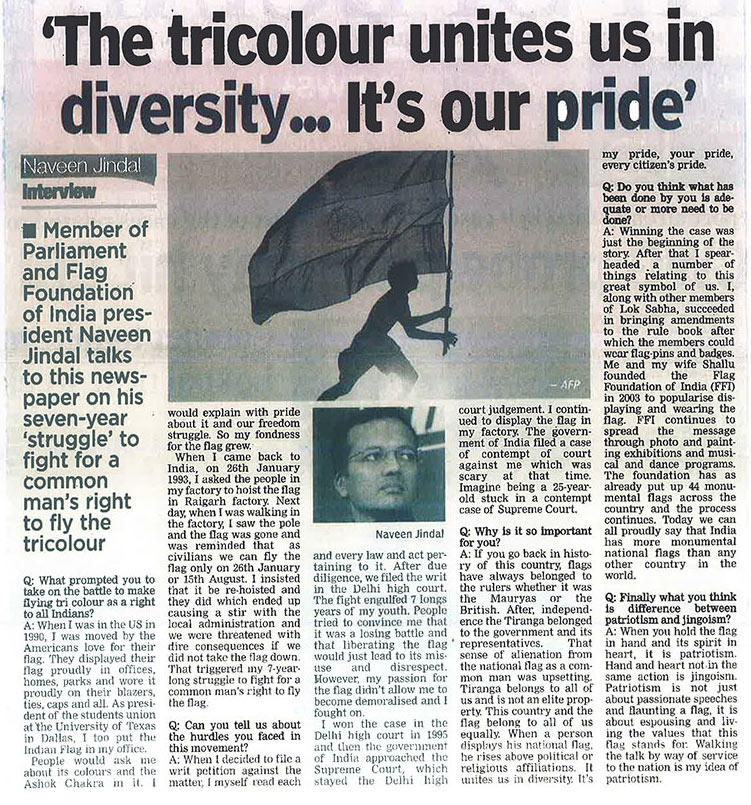 ‘The tricolour unites us in
diversity... It’s our pride’
Naveen Jindal
Interview
■ Member of
Parliament
and Flag
Foundation
of India pres-
ident Naveen
Jindal talks
to this news-
paper on his
seven-year
‘struggle’ to
fight for a
common
man’s right
to fly the
tricolour
Q: What prompted you to
take on the battle to make
flying tri colour as a right
to all Indians?
A: When I was in the US in
1990, I was moved by the
Americans love for their
flag. They displayed their
flag proudly in offices,
homes, parks and wore it
proudly on their blazers,
ties, caps and all. As presi-
dent of the students union
at the University of Texas
in Dallas, I too put the
Indian Flag in my office.
People would ask me
about its colours and the
Ashok Chakra in it. I
— AFP
would explain with pride
about it and our freedom
struggle. So my fondness
for the flag grew.
When I came back to
India, on 26th January
1993, I asked the people in
my factory to hoist the flag
in Raigarh factory. Next
day, when I was walking in
the factory, I saw the pole
and the flag was gone and
was reminded that as
civilians we can fly the
flag only on 26th January
or 15th August. I insisted
that it be re-hoisted and
they did which ended up
causing a stir with the
local administration and
we were threatened with
dire consequences if we
did not take the flag down.
That triggered my 7-year-
long struggle to fight for a
common man’s right to fly
the flag.
Q: Can you tell us about
the hurdles you faced in
this movement?
A: When I decided to file a
writ petition against the
matter, I myself read each
Naveen Jindal
and every law and act per-
taining to it. After due
diligence, we filed the writ
in the Delhi high court.
The fight engulfed 7 longs
years of my youth. People
tried to convince me that
it was a losing battle and
that liberating the flag
would just lead to its mis-
use and disrespect.
However, my passion for
the flag didn’t allow me to
become demoralised and I
fought on.
I won the case in the
Delhi high court in 1995
and then the government
of India approached the
Supreme Court, which
stayed the Delhi high
court judgement. I contin-
ued to display the flag in
my factory. The govern-
ment of India filed a case
of contempt of court
against me which was
scary at that time.
Imagine being a 25-year-
old stuck in a contempt
case of Supreme Court.
Q: Why is it so important
for you?
A: If you go back in histo-
ry of this country, flags
have always belonged to
the rulers whether it was
the Mauryas or the
British. After, independ-
ence the Tiranga belonged
to the government and its
representatives. That
sense of alienation from
the national flag as a com-
mon man was upsetting.
Tiranga belongs to all of
us and is not an elite prop-
erty. This country and the
flag belong to all of us
equally. When a person
displays his national flag,
he rises above political or
religious affiliations. It
unites us in diversity. It’s
my pride, your pride,
every citizen’s pride.
Q: Do you think what has
been done by you is ade-
quate or more need to be
done?
A: Winning the case was
just the beginning of the
story. After that I spear-
headed a number of
things relating to this
great symbol of us. I,
along with other members
of Lok Sabha, succeeded
in bringing amendments
to the rule book after
which the members could
wear flag-pins and badges.
Me and my wife Shallu
founded the Flag
Foundation of India (FFI)
in 2003 to popularise dis-
playing and wearing the
flag. FFI continues to
spread the message
through photo and paint-
ing exhibitions and musi-
cal and dance programs.
The foundation has as
already put up 44 monu-
mental flags across the
country and the process
continues. Today we can
all proudly say that India
has more monumental
national flags than any
other country in the
world.
Q: Finally what you think
is difference between
patriotism and jingoism?
A: When you hold the flag
in hand and its spirit in
heart, it is patriotism.
Hand and heart not in the
same action is jingoism.
Patriotism is not just
about passionate speeches
and flaunting a flag, it is
about espousing and liv-
ing the values that this
flag stands for. Walking
the talk by way of service
to the nation is my idea of
patriotism.